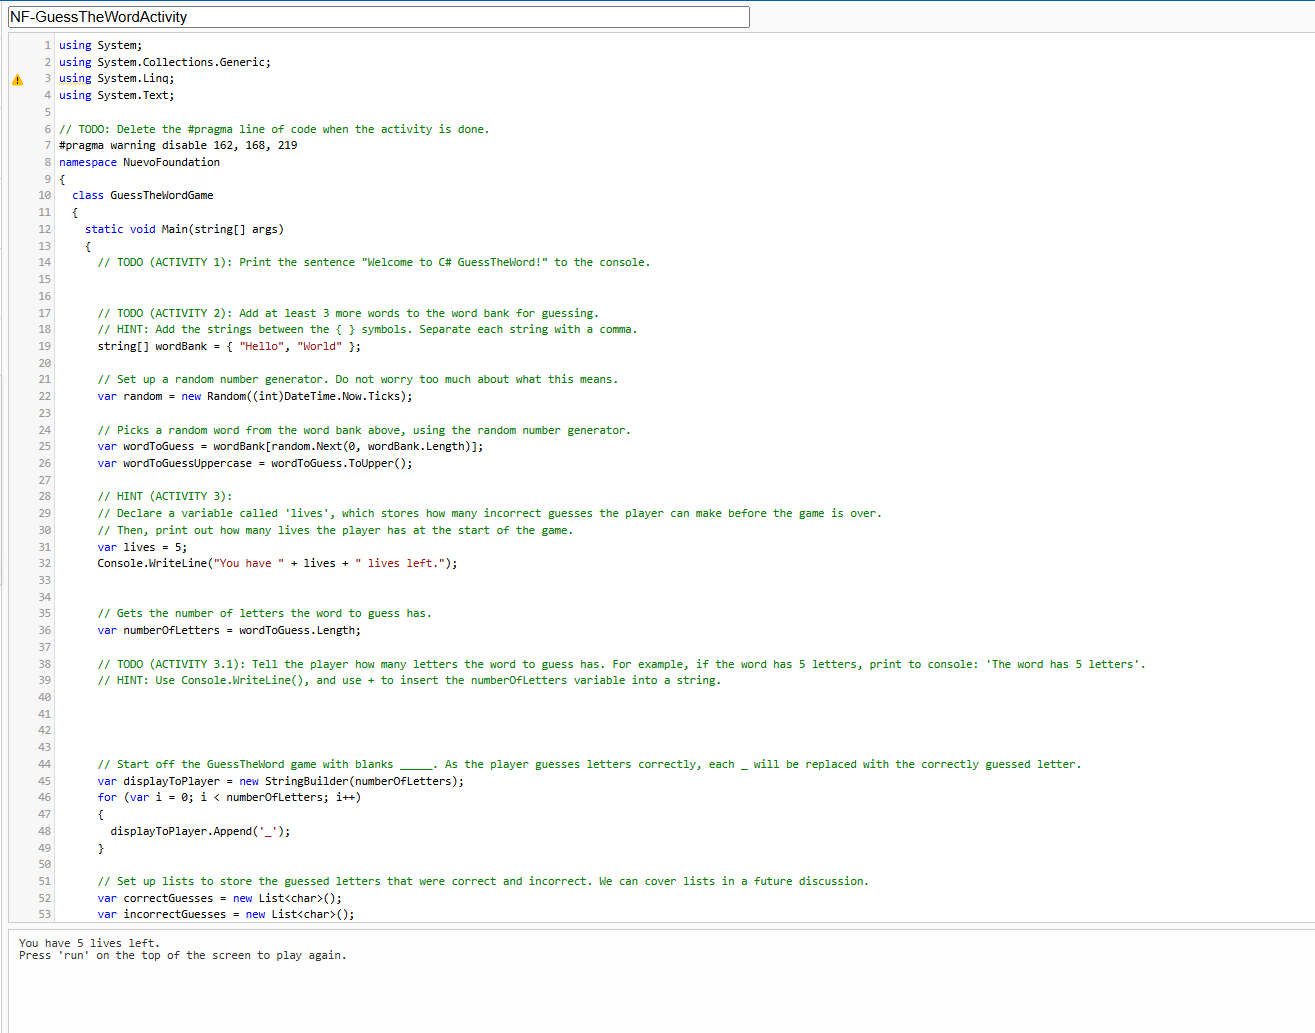 NF-GuessTheWordActivity
1 using System;
2 using System.Collections.Generic;
3 using System.Linq;
4 using System.Text;
5
6 // TODO: Delete the #pragma line of code when the activity is done.
7 #pragma warning disable 162, 168, 219
8 namespace NuevoFoundation
9 {
10 class GuessTheWordGame
11 {
12 static void Main(string[] args)
13 {
14 // TODO (ACTIVITY 1): Print the sentence "Welcome to C# GuessTheWord!" to the console.
15
16
17 // TODO (ACTIVITY 2): Add at least 3 more words to the word bank for guessing.
18 // HINT: Add the strings between the { } symbols. Separate each string with a comma.
19 string[] wordBank = { "Hello", "World" };
20
21 // Set up a random number generator. Do not worry too much about what this means.
22 var random = new Random((int)DateTime.Now.Ticks);
23
24 // Picks a random word from the word bank above, using the random number generator.
25 var wordToGuess = wordBank[random.Next(0, wordBank.Length)];
26 var wordToGuessUppercase = wordToGuess.ToUpper();
27
28 // HINT (ACTIVITY 3):
29 // Declare a variable called 'lives', which stores how many incorrect guesses the player can make before the game is over.
30 // Then, print out how many lives the player has at the start of the game.
31 var lives = 5;
32 Console.WriteLine("You have " + lives + " lives left.");
33
34
35 // Gets the number of letters the word to guess has.
36 var numberOfLetters = wordToGuess.Length;
37
38 // TODO (ACTIVITY 3.1): Tell the player how many letters the word to guess has. For example, if the word has 5 letters, print to console: 'The word has 5 letters'.
39 // HINT: Use Console.WriteLine(), and use + to insert the numberOfLetters variable into a string.
40
41
42
43
44 // Start off the GuessTheWord game with blanks _____. As the player guesses letters correctly, each _ will be replaced with the correctly guessed letter.
45 var displayToPlayer = new StringBuilder(numberOfLetters);
46 for (var i = 0; i < numberOfLetters; i++)
47 {
48 displayToPlayer.Append('_');
49 }
50
51 // Set up lists to store the guessed letters that were correct and incorrect. We can cover lists in a future discussion.
52 var correctGuesses = new List<char>();
53 var incorrectGuesses = new List<char>();
You have 5 lives left.
Press 'run' on the top of the screen to play again.